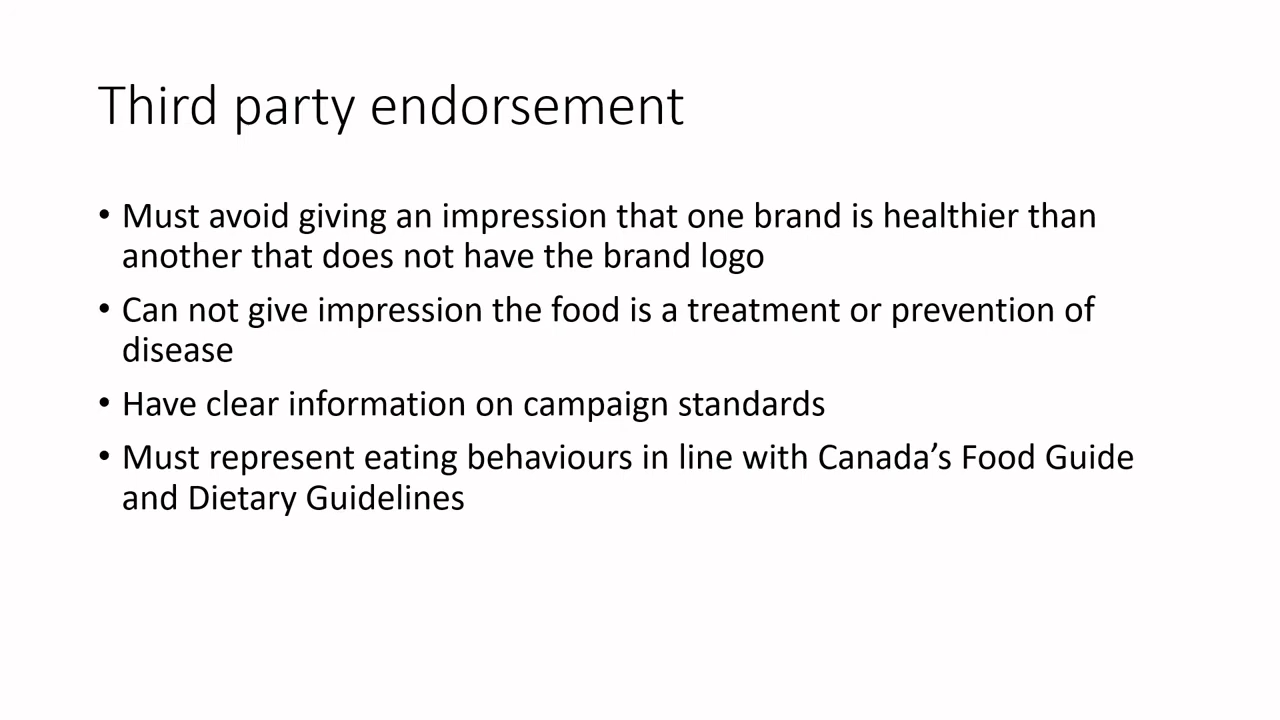 Third party endorsement
• Must avoid giving an impression that one brand is healthier than
another that does not have the brand logo
• Can not give impression the food is a treatment or prevention of
disease
• Have clear information on campaign standards
• Must represent eating behaviours in line with Canada’s Food Guide
and Dietary Guidelines